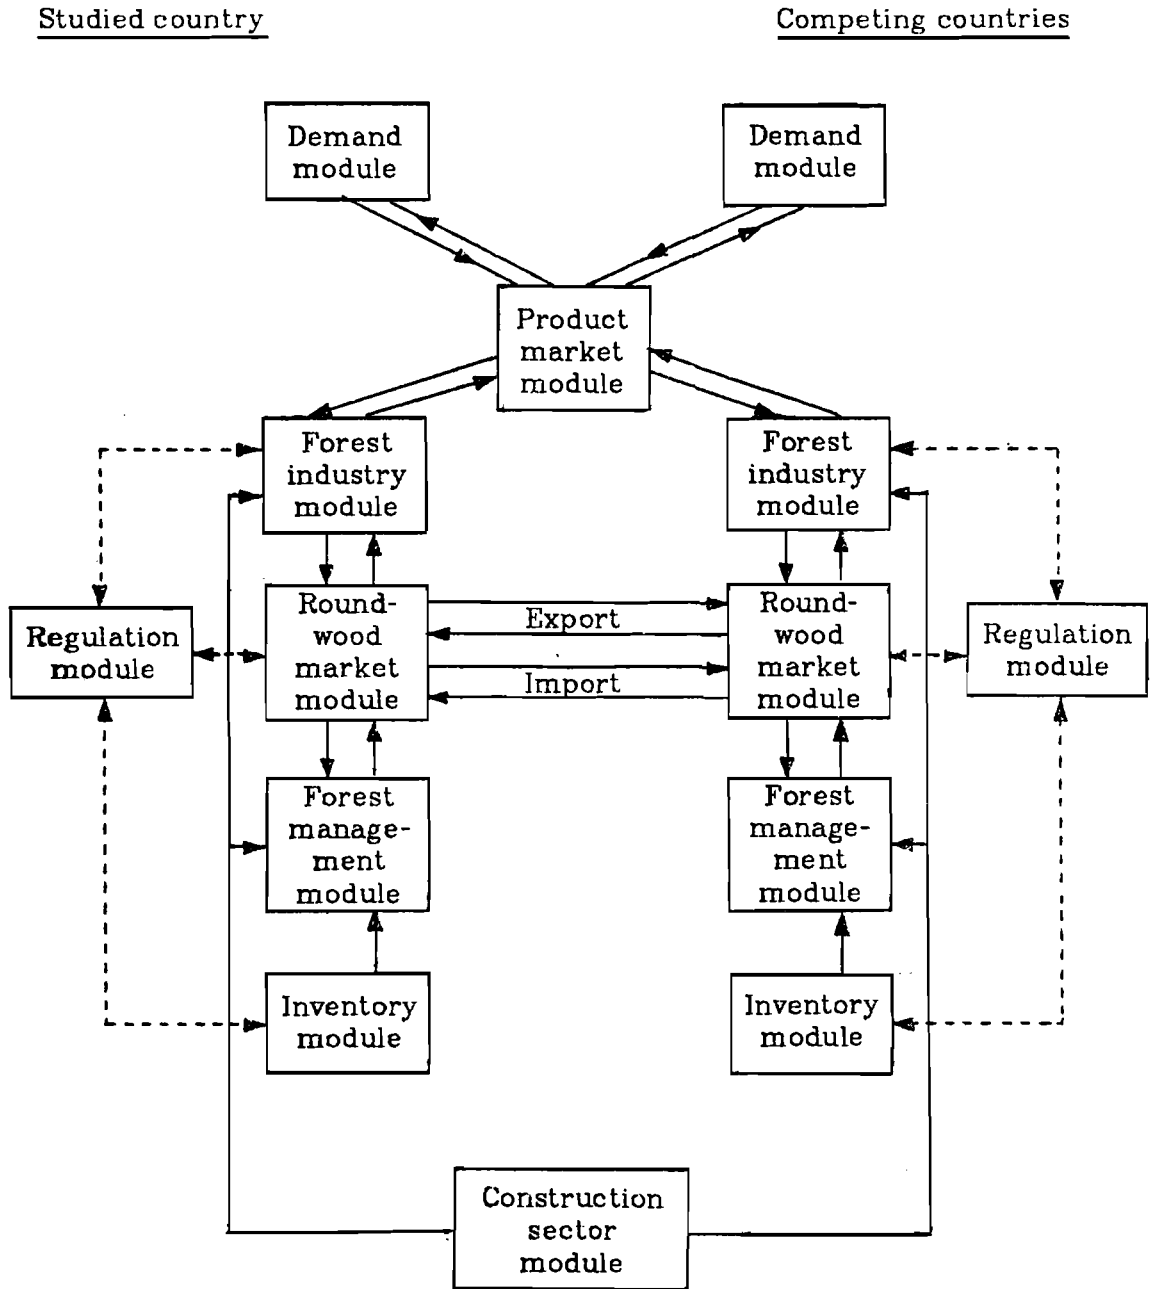 Studied country
Competing countries
Demand
module
Demand
module
Product
market
module
Forest
industry
module
Forest
industry
module
Round-
wood
market
module
Export
Import
Round-
wood
market
module
Regulation
module
Regulation
module
Forest
manage-
ment
module
Forest
manage-
ment
module
Inventory
module
Inventory
module
Construction
sector
module